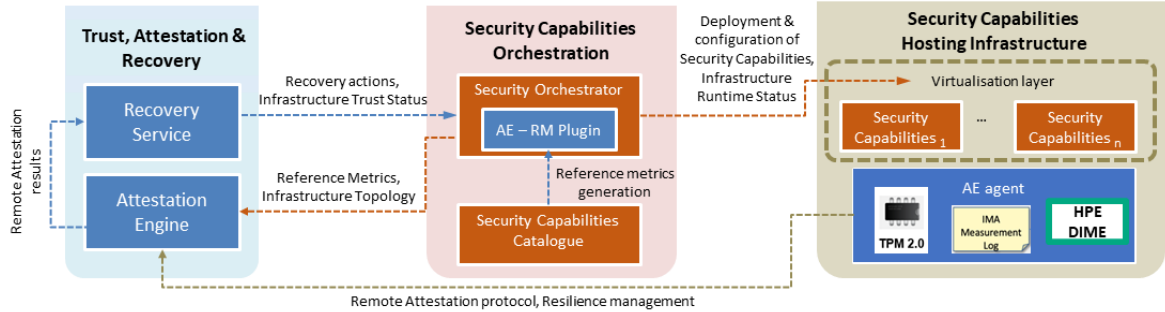 Trust, Attestation &
Recovery
Recovery
Service
Attestation
Engine
Remote Attestation
results
Recovery actions,
Infrastructure Trust Status
Reference Metrics,
Infrastructure Topology
Security Capabilities
Orchestration
Security Orchestrator
AE – RM Plugin
Reference metrics
generation
Security Capabilities
Catalogue
Deployment &
configuration of
Security Capabilities,
Infrastructure
Runtime Status
Security Capabilities
Hosting Infrastructure
Virtualisation layer
Security
Capabilities 1
...
Security
Capabilities n
AE agent
TPM 2.0
IMA
Measurement
Log
HPE
DIME
Remote Attestation protocol, Resilience management